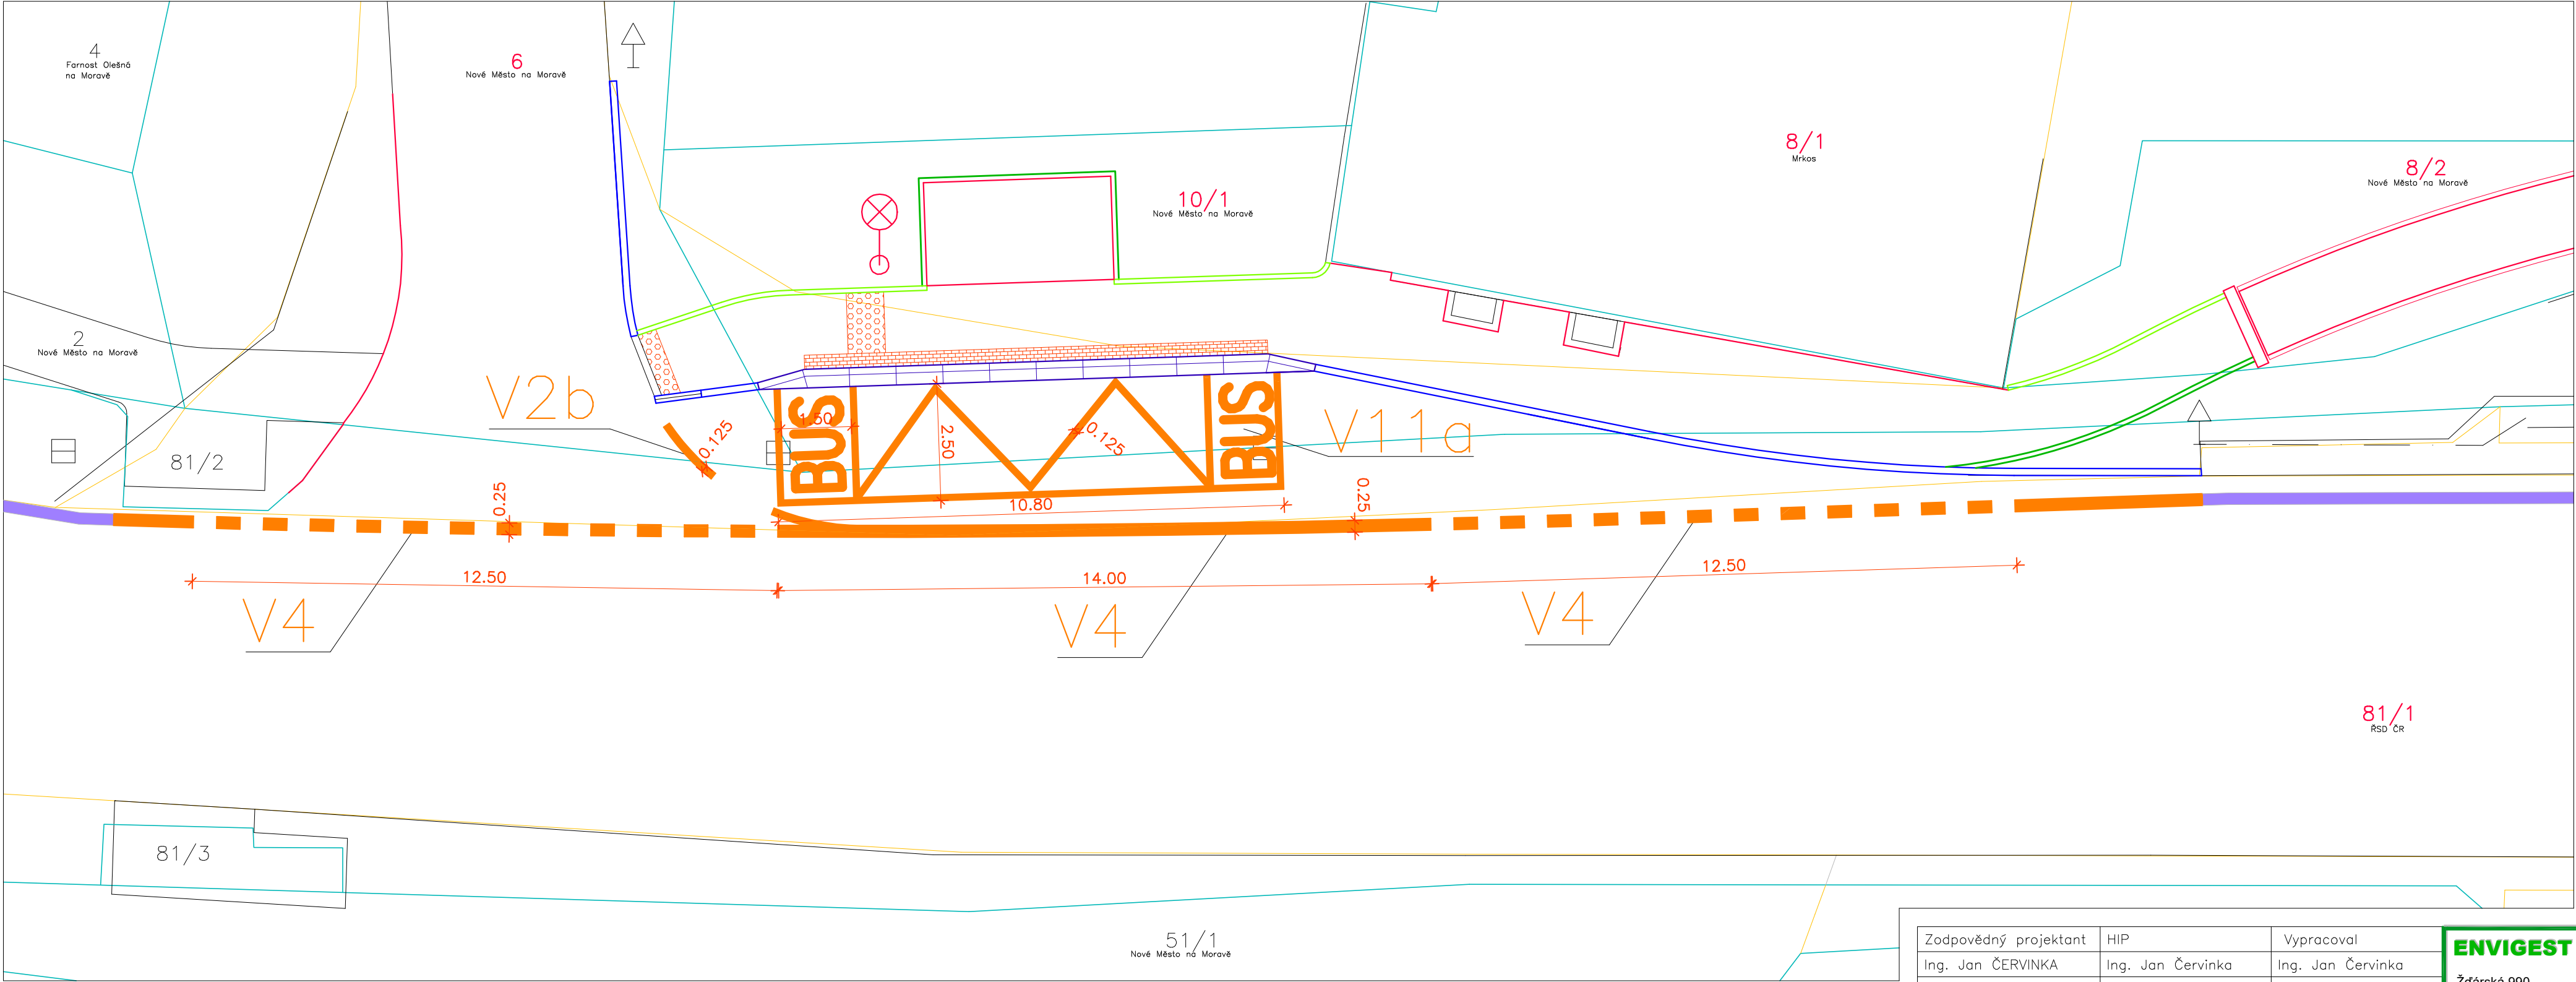 4
Farnost Olešná
na Moravě
6
Nové Město na Moravě
8/1
Mrkos
8/2
Nové Město na Moravě
10/1
Nové Město na Moravě
2
Nové Město na Moravě
V2b
V11a
81/2
BUS
1.50
2.50
0.125
0.125
BUS
0.25
10.80
0.25
12.50
14.00
12.50
V4
V4
V4
81/1
ŘSD ČR
81/3
51/1
Nové Město na Moravě
Zodpovědný projektant HIP Vypracoval
Ing. Jan ČERVINKA Ing. Jan Červinka Ing. Jan Červinka
ENVIGEST
Žďárská 990